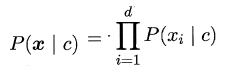 P(x | c) = ∏_{i=1}^{d} P(x_i | c)